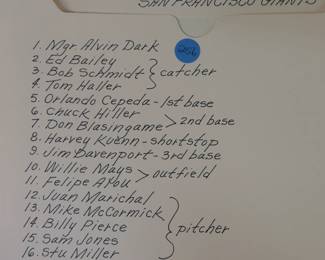 SAN FRANCISCO GIANTS
1. Mgr. Alvin Dark
256
2. Ed Bailey
3. Bob Schmidt catcher
4. Tom Haller
5. Orlando Cepeda - 1st base
6. Chuck Hiller
7. Don Blasingame 2nd base
8. Harvey Kuenn - shortstop
9. Jim Davenport - 3rd base
10. Willie Mays
11. Felipe Alou outfield
12. Juan Marichal
13. Mike McCormick
14. Billy Pierce pitcher
15. Sam Jones
16. Stu Miller